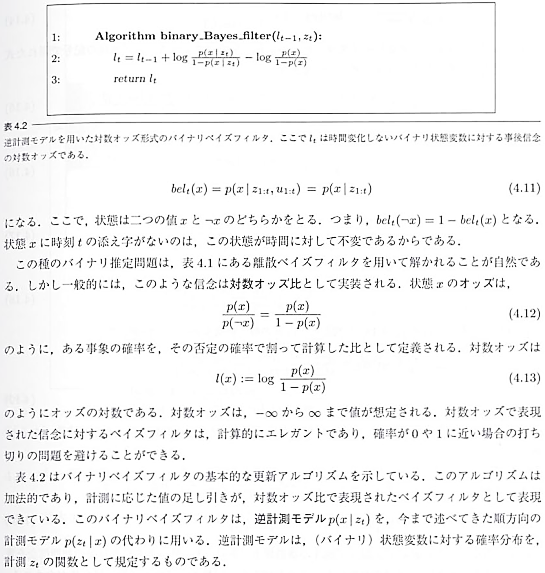 1: Algorithm binary_Bayes_filter(l_{t−1}, z_t):
2: l_t = l_{t−1} + log p(x | z_t) / 1−p(x | z_t) − log p(x) / 1−p(x)
3: return l_t
表 4.2
逆計測モデルを用いた対数オッズ形式のバイナリベイズフィルタ．ここで l_t は時間変化しないバイナリ状態変数に対する事後信念
の対数オッズである．
bel_t(x) = p(x | z_{1:t}, u_{1:t}) = p(x | z_{1:t}) (4.11)
になる．ここで，状態は二つの値 x と ¬x のどちらかをとる．つまり，bel_t(¬x) = 1 − bel_t(x) となる．
状態 x に時刻 t の添え字がないのは，この状態が時間に対して不変であるからである．
この種のバイナリ推定問題は，表 4.1 にある離散ベイズフィルタを用いて解かれることが自然であ
る．しかし一般的には，このような信念は対数オッズ比として実装される．状態 x のオッズは，
p(x) / p(¬x) = p(x) / 1 − p(x) (4.12)
のように，ある事象の確率を，その否定の確率で割って計算した比として定義される．対数オッズは
l(x) := log p(x) / 1 − p(x) (4.13)
のようにオッズの対数である．対数オッズは，−∞ から ∞ まで値が想定される．対数オッズで表現
された信念に対するベイズフィルタは，計算的にエレガントであり，確率が 0 や 1 に近い場合の打ち
切りの問題を避けることができる．
表 4.2 はバイナリベイズフィルタの基本的な更新アルゴリズムを示している．このアルゴリズムは
加法的であり，計測に応じた値の足し引きが，対数オッズ比で表現されたベイズフィルタとして表現
できている．このバイナリベイズフィルタは，逆計測モデル p(x | z_t) を，今まで述べてきた順方向の
計測モデル p(z_t | x) の代わりに用いる．逆計測モデルは，（バイナリ）状態変数に対する確率分布を，
計測 z_t の関数として規定するものである．